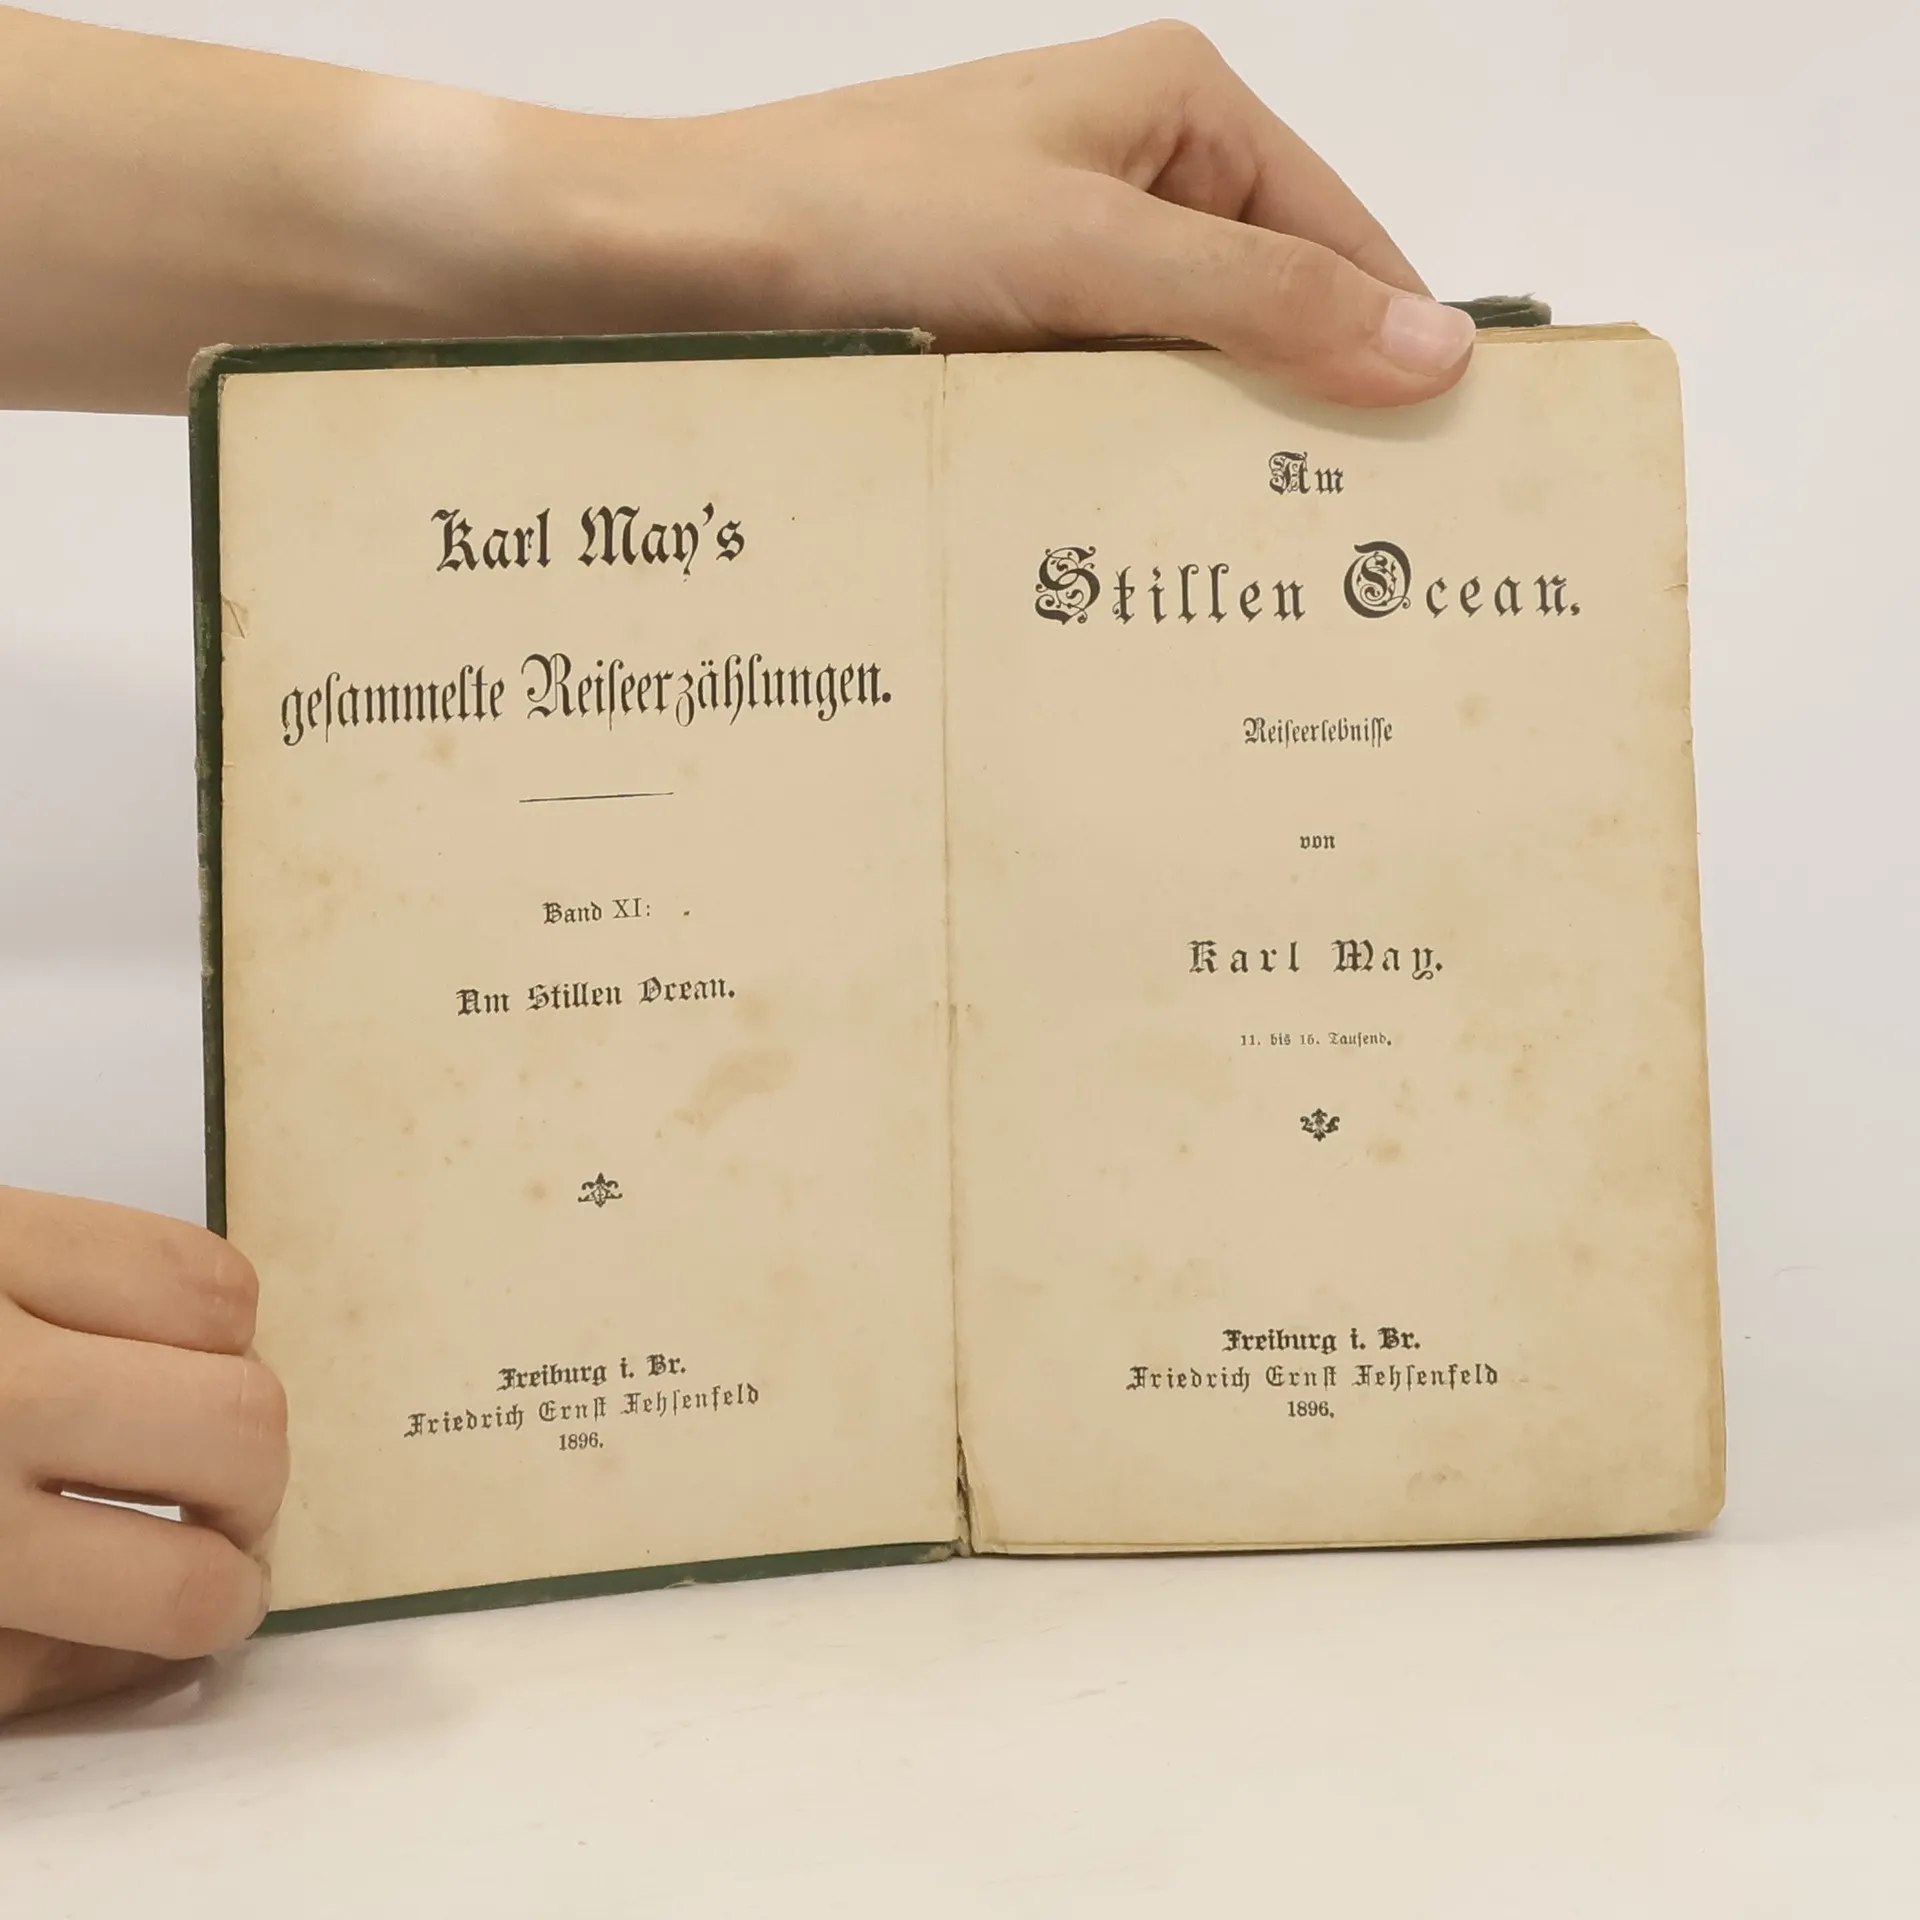 Karl May's
gesammelte Reiseerzählungen.
Band XI:
Am Stillen Ocean.
Freiburg i. Br.
Friedrich Ernst Fehsenfeld
1896.
Am
Stillen Ocean.
Reiseerlebnisse
von
Karl May.
11. bis 15. Tausend.
Freiburg i. Br.
Friedrich Ernst Fehsenfeld
1896.